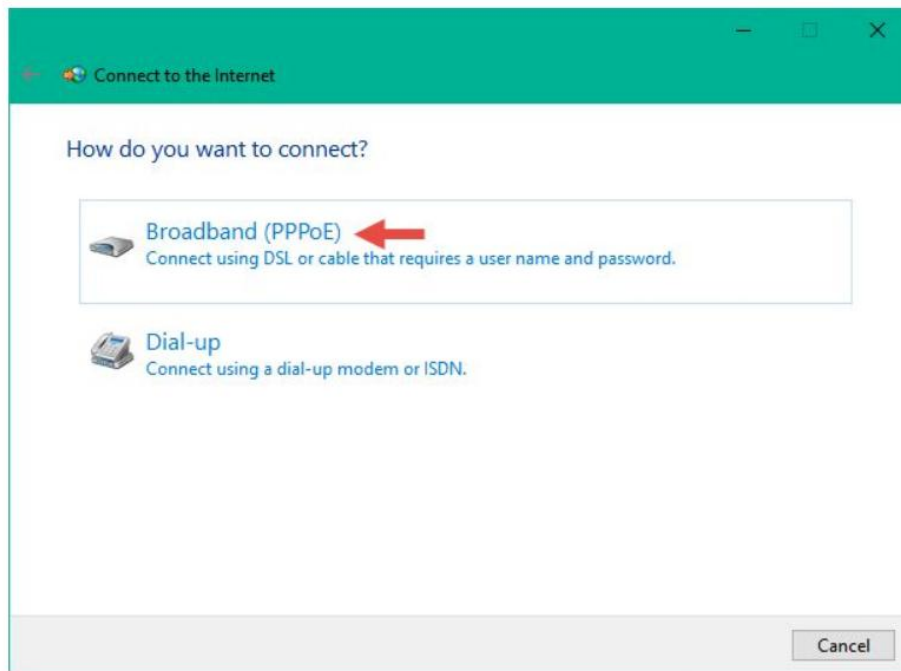 Connect to the Internet
How do you want to connect?
Broadband (PPPoE)
Connect using DSL or cable that requires a user name and password.
Dial-up
Connect using a dial-up modem or ISDN.
Cancel